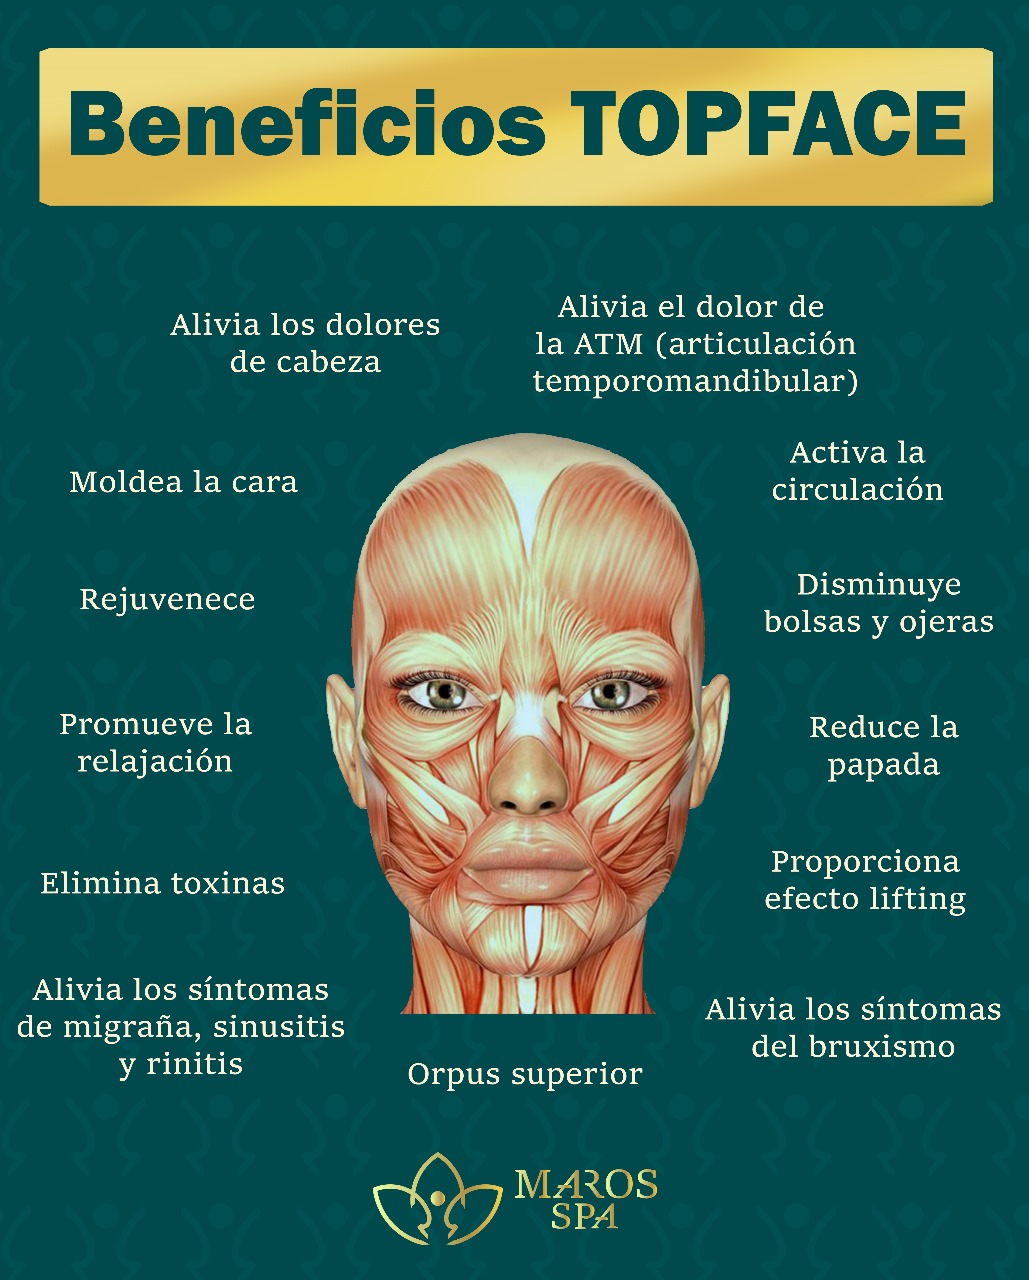 Beneficios TOPFACE
Alivia los dolores
de cabeza
Alivia el dolor de
la ATM (articulación
temporomandibular)
Moldea la cara
Activa la
circulación
Rejuvenece
Disminuye
bolsas y ojeras
Promueve la
relajación
Reduce la
papada
Elimina toxinas
Proporciona
efecto lifting
Alivia los síntomas
de migraña, sinusitis
y rinitis
Alivia los síntomas
del bruxismo
Orpus superior
MAROS
SPA